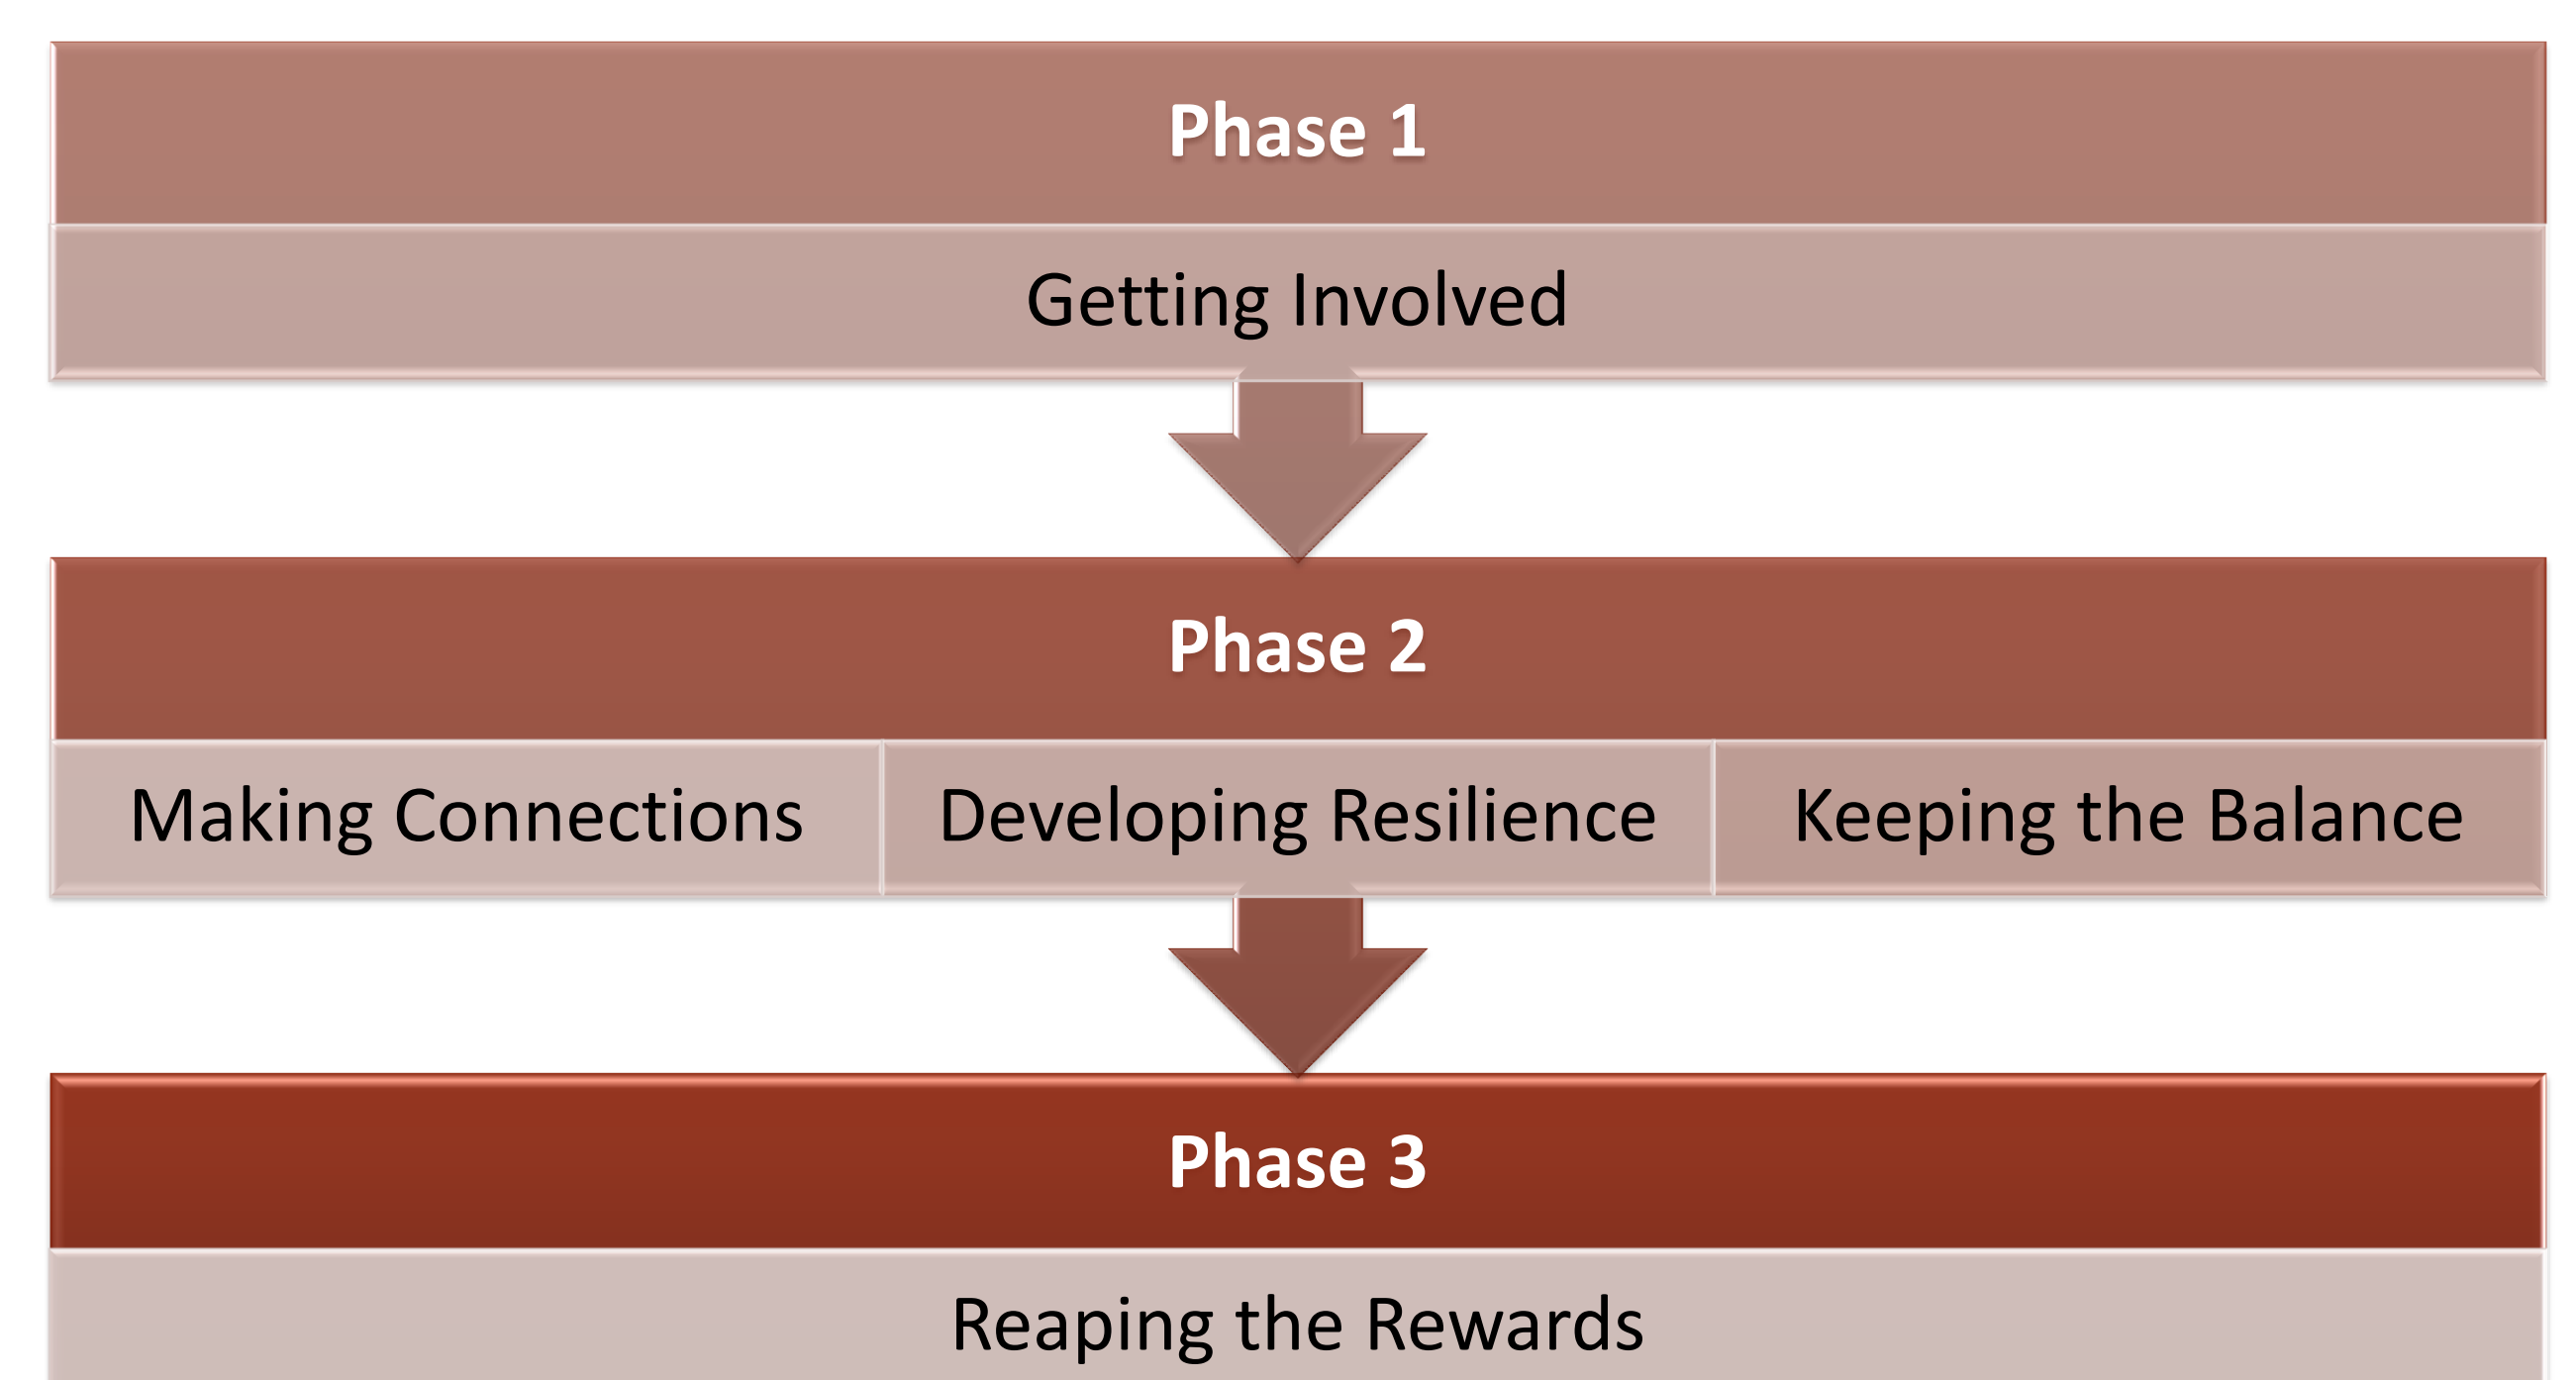 Phase 1
Getting Involved
Phase 2
Making Connections
Developing Resilience
Keeping the Balance
Phase 3
Reaping the Rewards